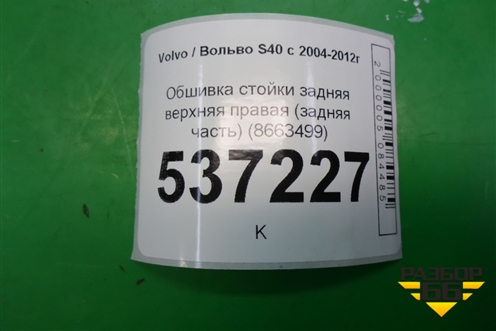 Volvo / Вольво S40 с 2004-2012г
Обшивка стойки задняя
верхняя правая (задняя
часть) (8663499)
537227
К
2000005084485
РАЗБОР
66